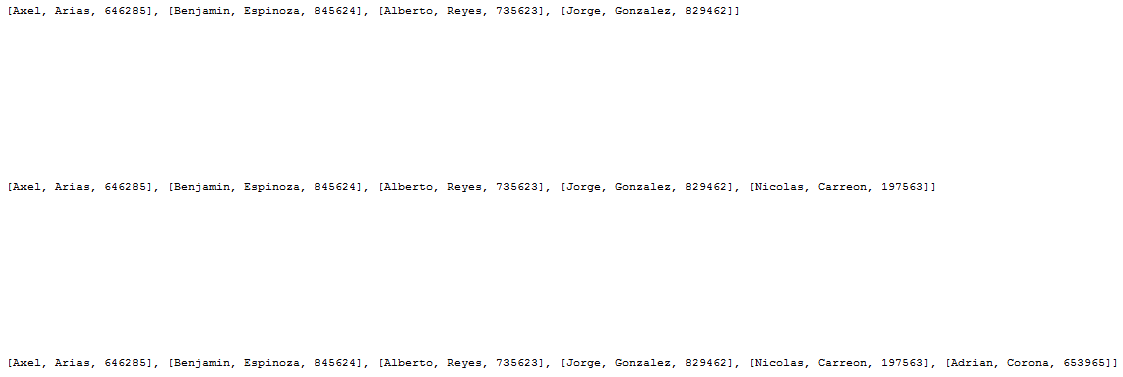 [Axel, Arias, 646285], [Benjamin, Espinoza, 845624], [Alberto, Reyes, 735623], [Jorge, Gonzalez, 829462]]
[Axel, Arias, 646285], [Benjamin, Espinoza, 845624], [Alberto, Reyes, 735623], [Jorge, Gonzalez, 829462], [Nicolas, Carreon, 197563]]
[Axel, Arias, 646285], [Benjamin, Espinoza, 845624], [Alberto, Reyes, 735623], [Jorge, Gonzalez, 829462], [Nicolas, Carreon, 197563], [Adrian, Corona, 653965]]